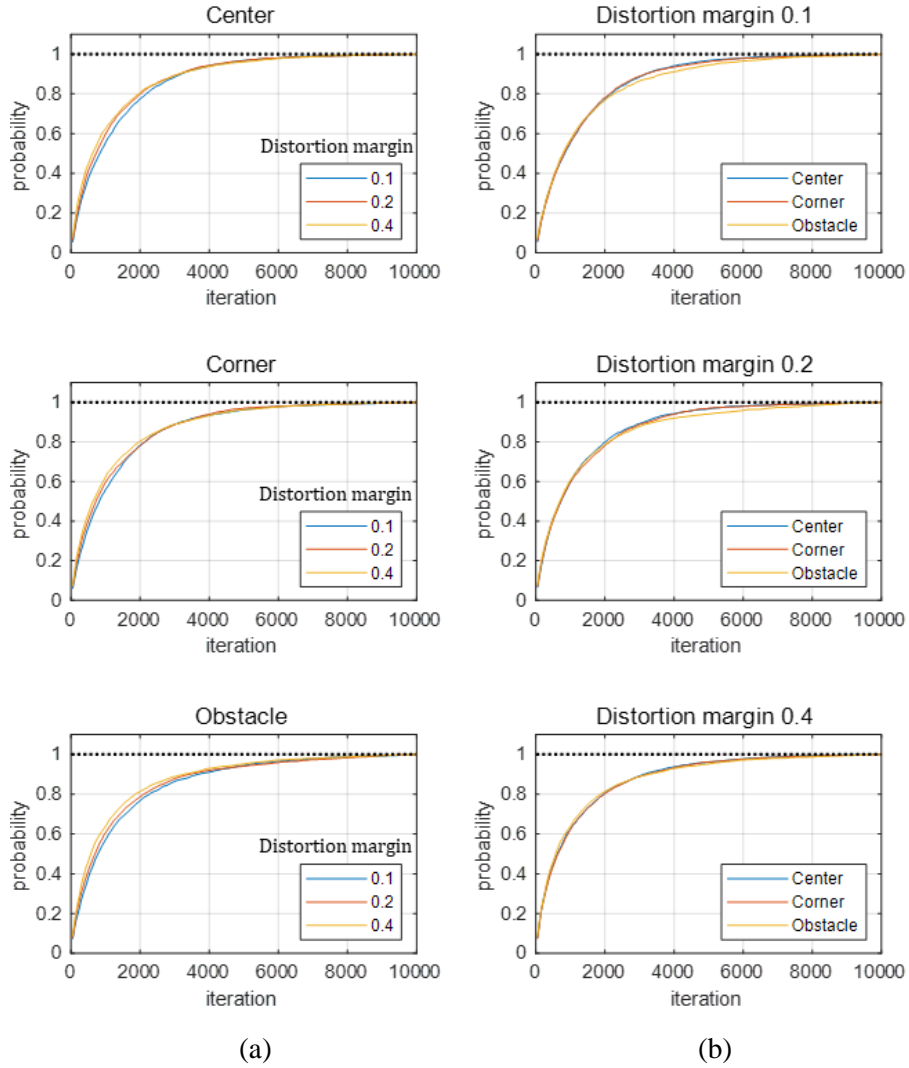 Center
1
0.8
0.6
0.4
0.2
0
probability
Distortion margin
0.1
0.2
0.4
0 2000 4000 6000 8000 10000
iteration
Distortion margin 0.1
1
0.8
0.6
0.4
0.2
0
probability
Center
Corner
Obstacle
0 2000 4000 6000 8000 10000
iteration
Corner
1
0.8
0.6
0.4
0.2
0
probability
Distortion margin
0.1
0.2
0.4
0 2000 4000 6000 8000 10000
iteration
Distortion margin 0.2
1
0.8
0.6
0.4
0.2
0
probability
Center
Corner
Obstacle
0 2000 4000 6000 8000 10000
iteration
Obstacle
1
0.8
0.6
0.4
0.2
0
probability
Distortion margin
0.1
0.2
0.4
0 2000 4000 6000 8000 10000
iteration
Distortion margin 0.4
1
0.8
0.6
0.4
0.2
0
probability
Center
Corner
Obstacle
0 2000 4000 6000 8000 10000
iteration
(a)
(b)